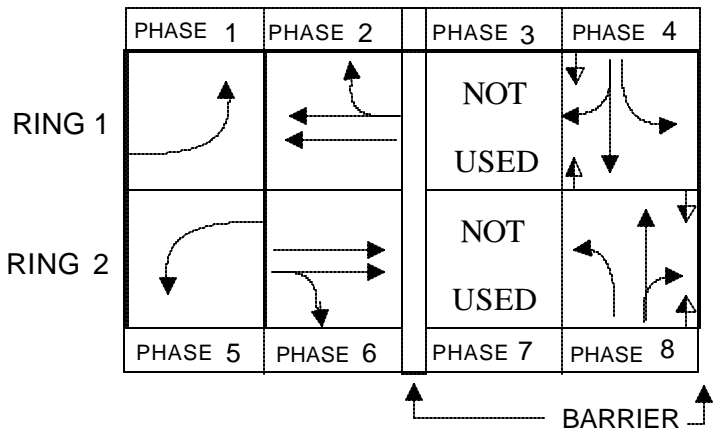 PHASE 1 PHASE 2 PHASE 3 PHASE 4
RING 1
NOT
USED
RING 2
NOT
USED
PHASE 5 PHASE 6 PHASE 7 PHASE 8
BARRIER